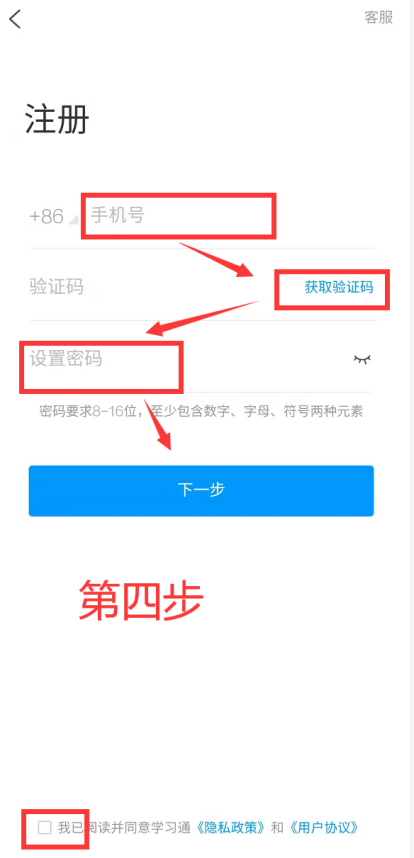 客服
注册
+86 手机号
验证码 获取验证码
设置密码
密码要求8-16位，至少包含数字、字母、符号两种元素
下一步
第四步
我已阅读并同意学习通《隐私政策》和《用户协议》